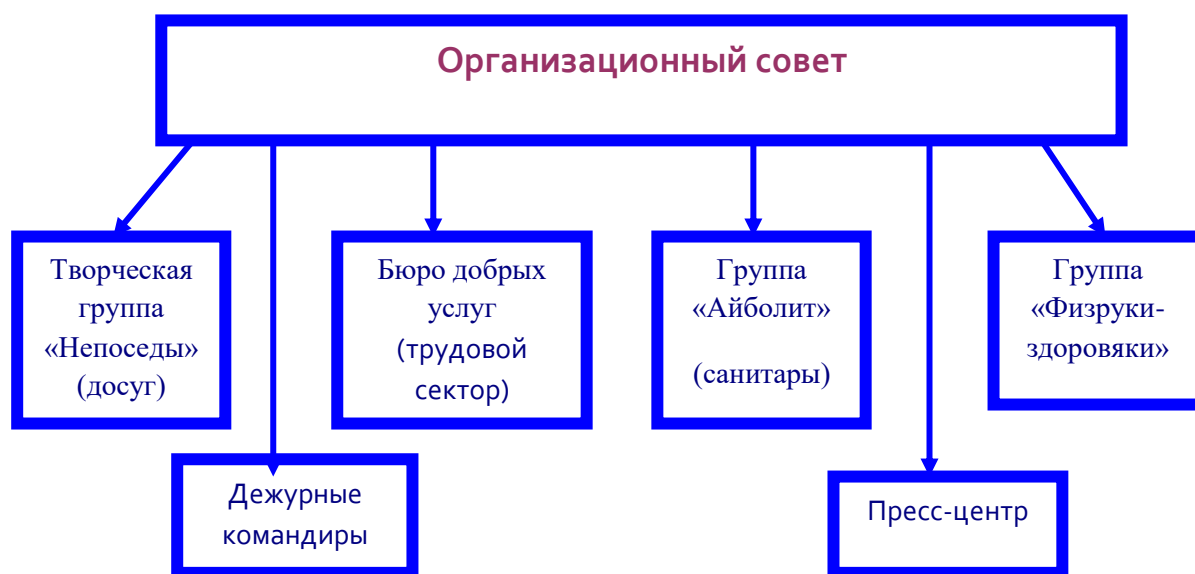 Организационный совет
Творческая
группа
«Непоседы»
(досуг)
Бюро добрых
услуг
(трудовой
сектор)
Группа
«Айболит»
(санитары)
Группа
«Физруки-
здоровяки»
Дежурные
командиры
Пресс-центр